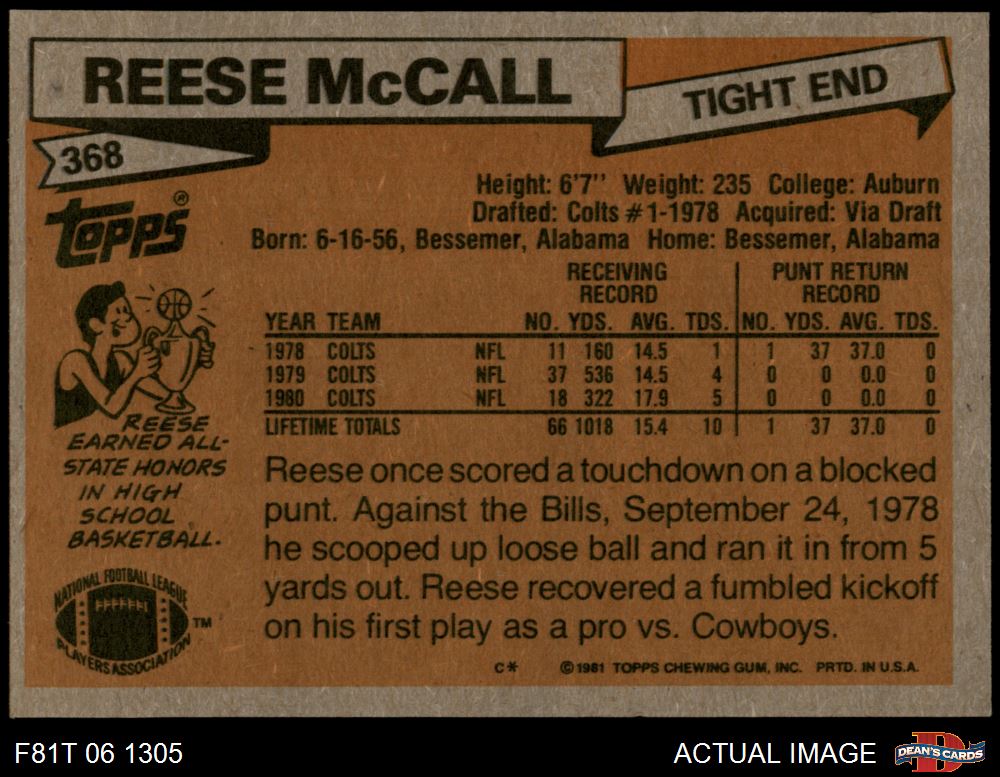 REESE McCALL
TIGHT END
368
TOPPS®
Height: 6'7" Weight: 235 College: Auburn
Drafted: Colts #1-1978 Acquired: Via Draft
Born: 6-16-56, Bessemer, Alabama Home: Bessemer, Alabama
RECEIVING RECORD PUNT RETURN RECORD
YEAR TEAM NO. YDS. AVG. TDS. NO. YDS. AVG. TDS.
1978 COLTS NFL 11 160 14.5 1 1 37 37.0 0
1979 COLTS NFL 37 536 14.5 4 0 0 0.0 0
1980 COLTS NFL 18 322 17.9 5 0 0 0.0 0
LIFETIME TOTALS 66 1018 15.4 10 1 37 37.0 0
REESE
EARNED ALL-
STATE HONORS
IN HIGH
SCHOOL
BASKETBALL.
Reese once scored a touchdown on a blocked
punt. Against the Bills, September 24, 1978
he scooped up loose ball and ran it in from 5
yards out. Reese recovered a fumbled kickoff
on his first play as a pro vs. Cowboys.
NATIONAL FOOTBALL LEAGUE
PLAYERS ASSOCIATION
TM
C* ©1981 TOPPS CHEWING GUM, INC. PRTD. IN U.S.A.
F81T 06 1305
ACTUAL IMAGE
D
DEAN'S CARDS